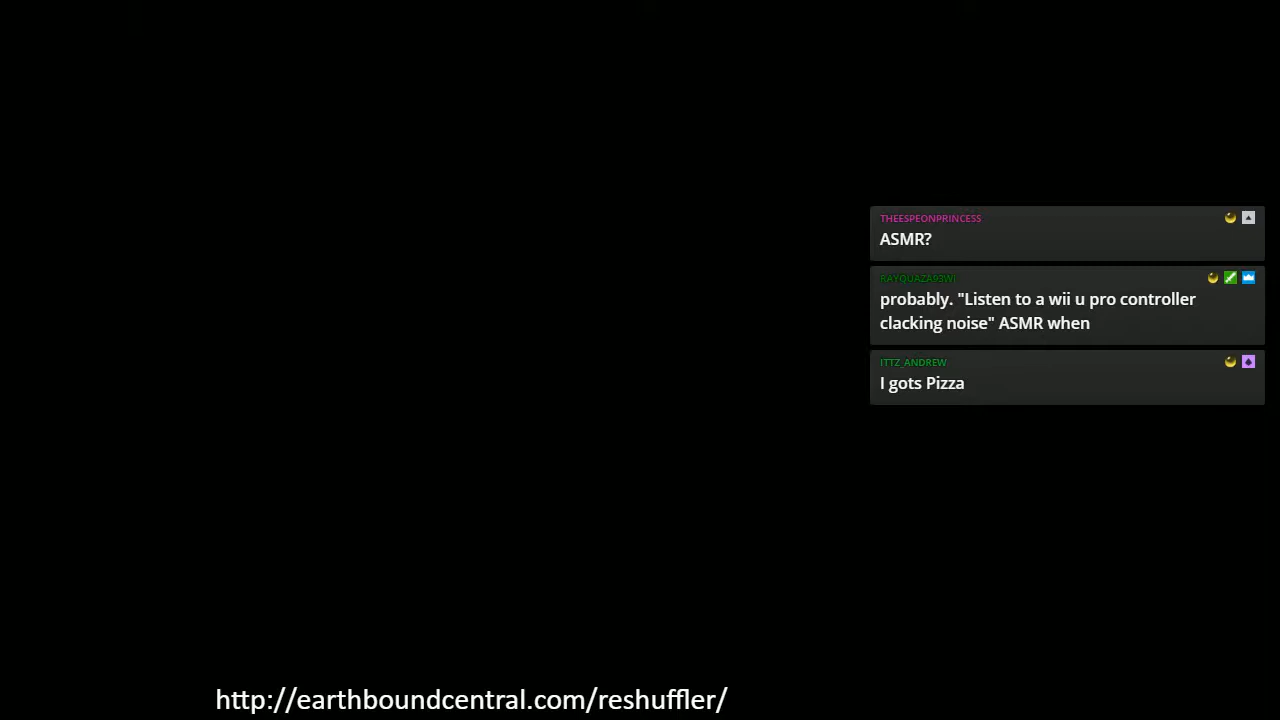 THEESPEONPRINCESS
ASMR?
RAYQUAZA93WI
probably. "Listen to a wii u pro controller
clacking noise" ASMR when
ITTZ_ANDREW
I gots Pizza
http://earthboundcentral.com/reshuffler/